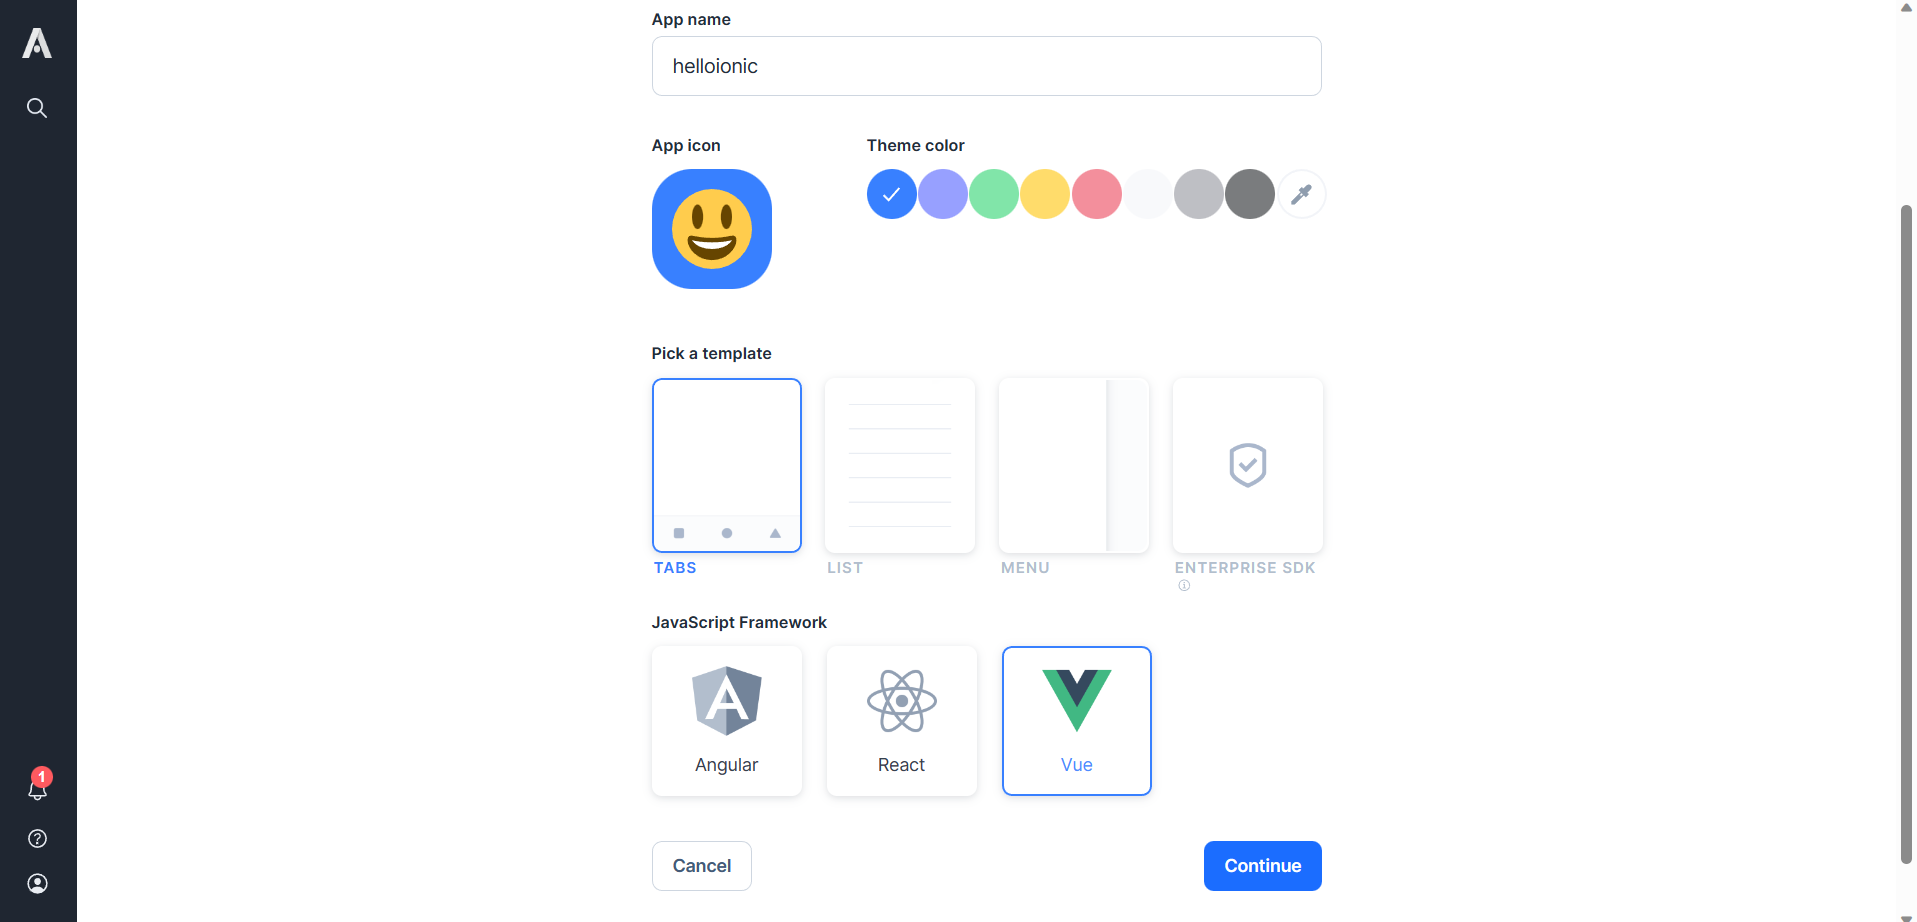 App name
helloionic
App icon
Theme color
Pick a template
TABS
LIST
MENU
ENTERPRISE SDK
JavaScript Framework
Angular
React
Vue
1
Cancel
Continue